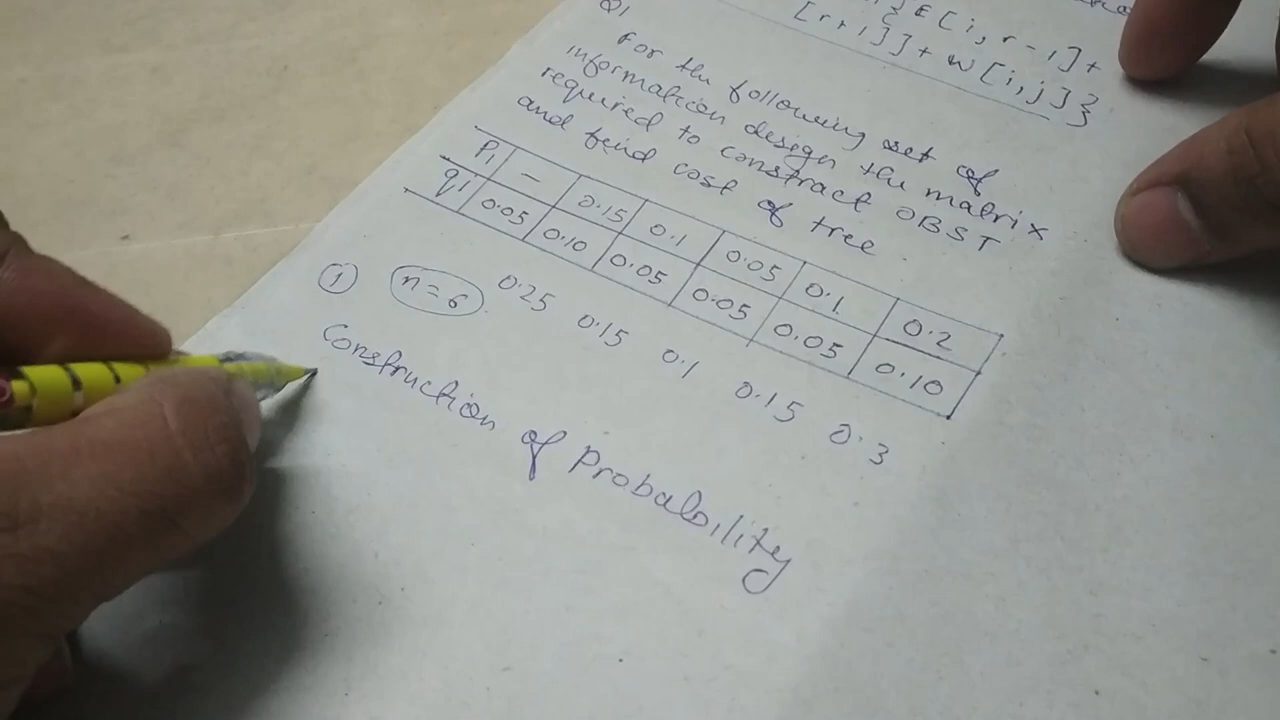 { E[i, r-1]+
[r+1]] + W[i,j]}
Q1
For the following set of
information design the matrix
required to construct OBST
and find cost of tree.
P1 - 0.15 0.1 0.05 0.1 0.2
q1 0.05 0.10 0.05 0.05 0.05 0.10
① n=6 0.25 0.15 0.1 0.15 0.3
Construction of Probability